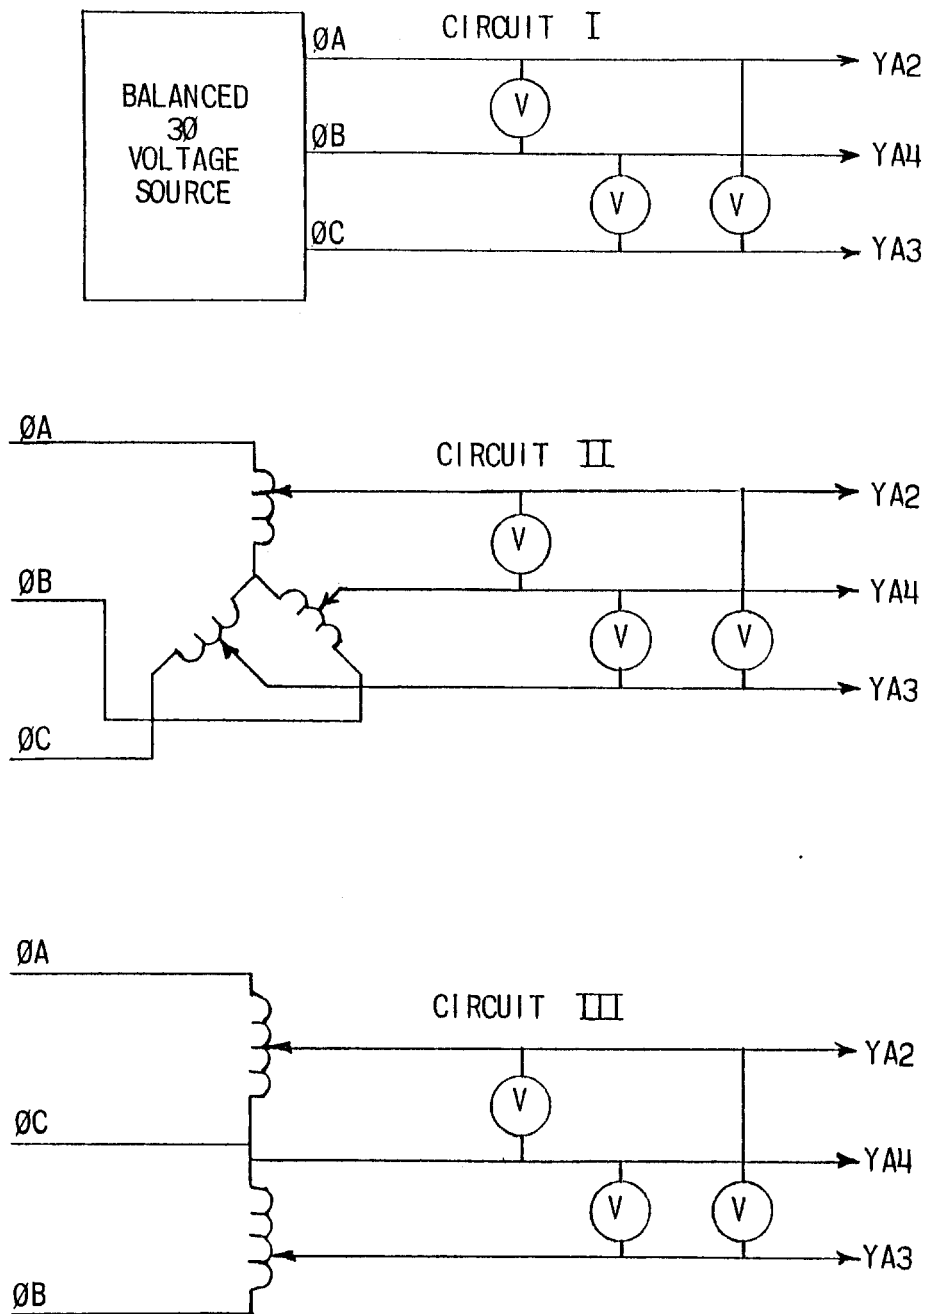 CIRCUIT I
ØA
YA2
BALANCED
3Ø
VOLTAGE
SOURCE
V
ØB
YA4
V
V
ØC
YA3
ØA
CIRCUIT II
YA2
V
ØB
YA4
V
V
YA3
ØC
ØA
CIRCUIT III
YA2
V
ØC
YA4
V
V
YA3
ØB